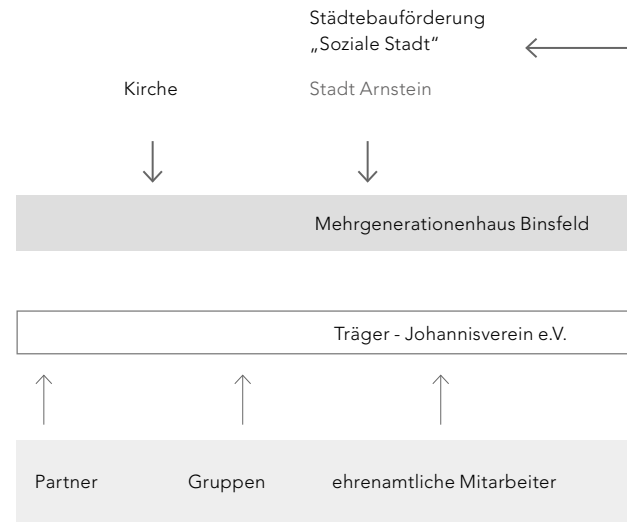 Städtebauförderung
„Soziale Stadt“
Kirche
Stadt Arnstein
Mehrgenerationenhaus Binsfeld
Träger - Johannisverein e.V.
Partner
Gruppen
ehrenamtliche Mitarbeiter